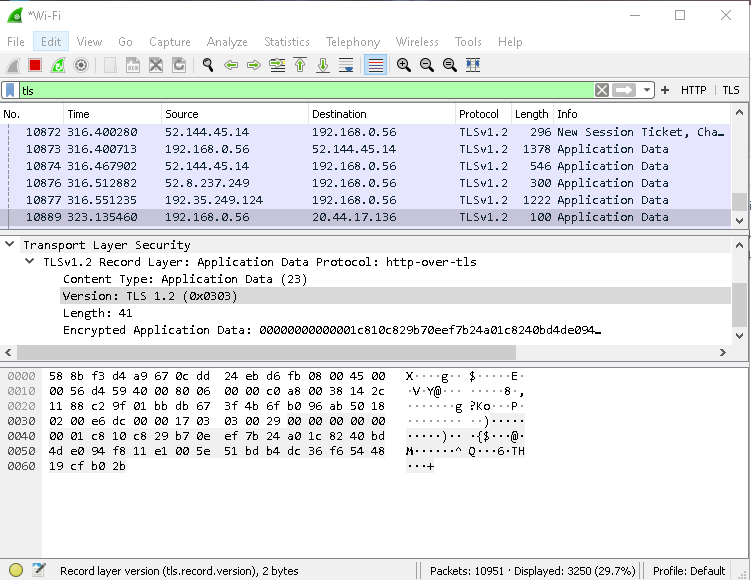 *Wi-Fi
File Edit View Go Capture Analyze Statistics Telephony Wireless Tools Help
tls + HTTP TLS
No. Time Source Destination Protocol Length Info
10872 316.400280 52.144.45.14 192.168.0.56 TLSv1.2 296 New Session Ticket, Cha…
10873 316.400713 192.168.0.56 52.144.45.14 TLSv1.2 1378 Application Data
10874 316.467902 52.144.45.14 192.168.0.56 TLSv1.2 546 Application Data
10876 316.512882 52.8.237.249 192.168.0.56 TLSv1.2 300 Application Data
10877 316.551235 192.35.249.124 192.168.0.56 TLSv1.2 1222 Application Data
10889 323.135460 192.168.0.56 20.44.17.136 TLSv1.2 100 Application Data
Transport Layer Security
TLSv1.2 Record Layer: Application Data Protocol: http-over-tls
Content Type: Application Data (23)
Version: TLS 1.2 (0x0303)
Length: 41
Encrypted Application Data: 00000000000001c810c829b70eef7b24a01c8240bd4de094…
0000 58 8b f3 d4 a9 67 0c dd 24 eb d6 fb 08 00 45 00 X····g·· $·····E·
0010 00 56 d4 59 40 00 80 06 00 00 c0 a8 00 38 14 2c ·V·Y@··· ·····8·,
0020 11 88 c2 9f 01 bb db 67 3f 4b 6f b0 96 ab 50 18 ·······g ?Ko···P·
0030 02 00 e6 dc 00 00 17 03 03 00 29 00 00 00 00 00 ········ ··)·····
0040 00 01 c8 10 c8 29 b7 0e ef 7b 24 a0 1c 82 40 bd ·····)·· ·{$···@·
0050 4d e0 94 f8 11 e1 00 5e 51 bd b4 dc 36 f6 54 48 M······^ Q···6·TH
0060 19 cf b0 2b ···+
Record layer version (tls.record.version), 2 bytes Packets: 10951 · Displayed: 3250 (29.7%) Profile: Default